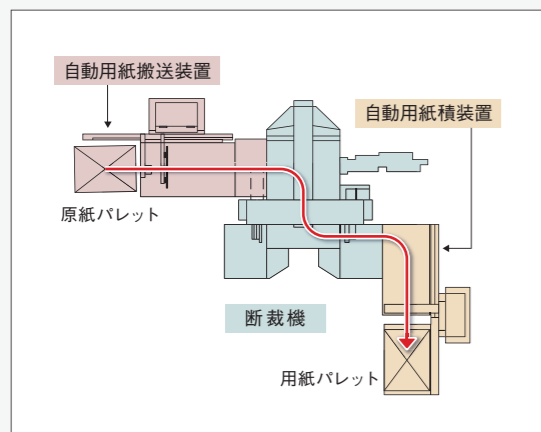 自動用紙搬送装置
自動用紙積装置
原紙パレット
断裁機
用紙パレット